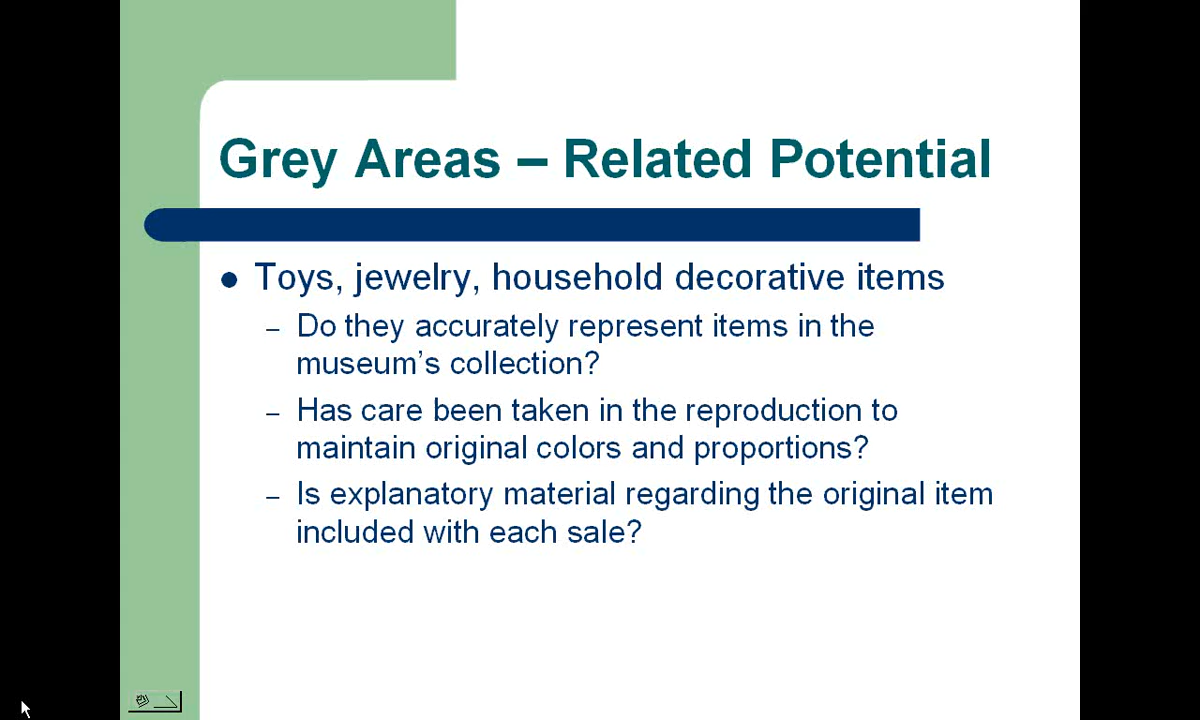 Grey Areas – Related Potential
● Toys, jewelry, household decorative items
– Do they accurately represent items in the
museum’s collection?
– Has care been taken in the reproduction to
maintain original colors and proportions?
– Is explanatory material regarding the original item
included with each sale?